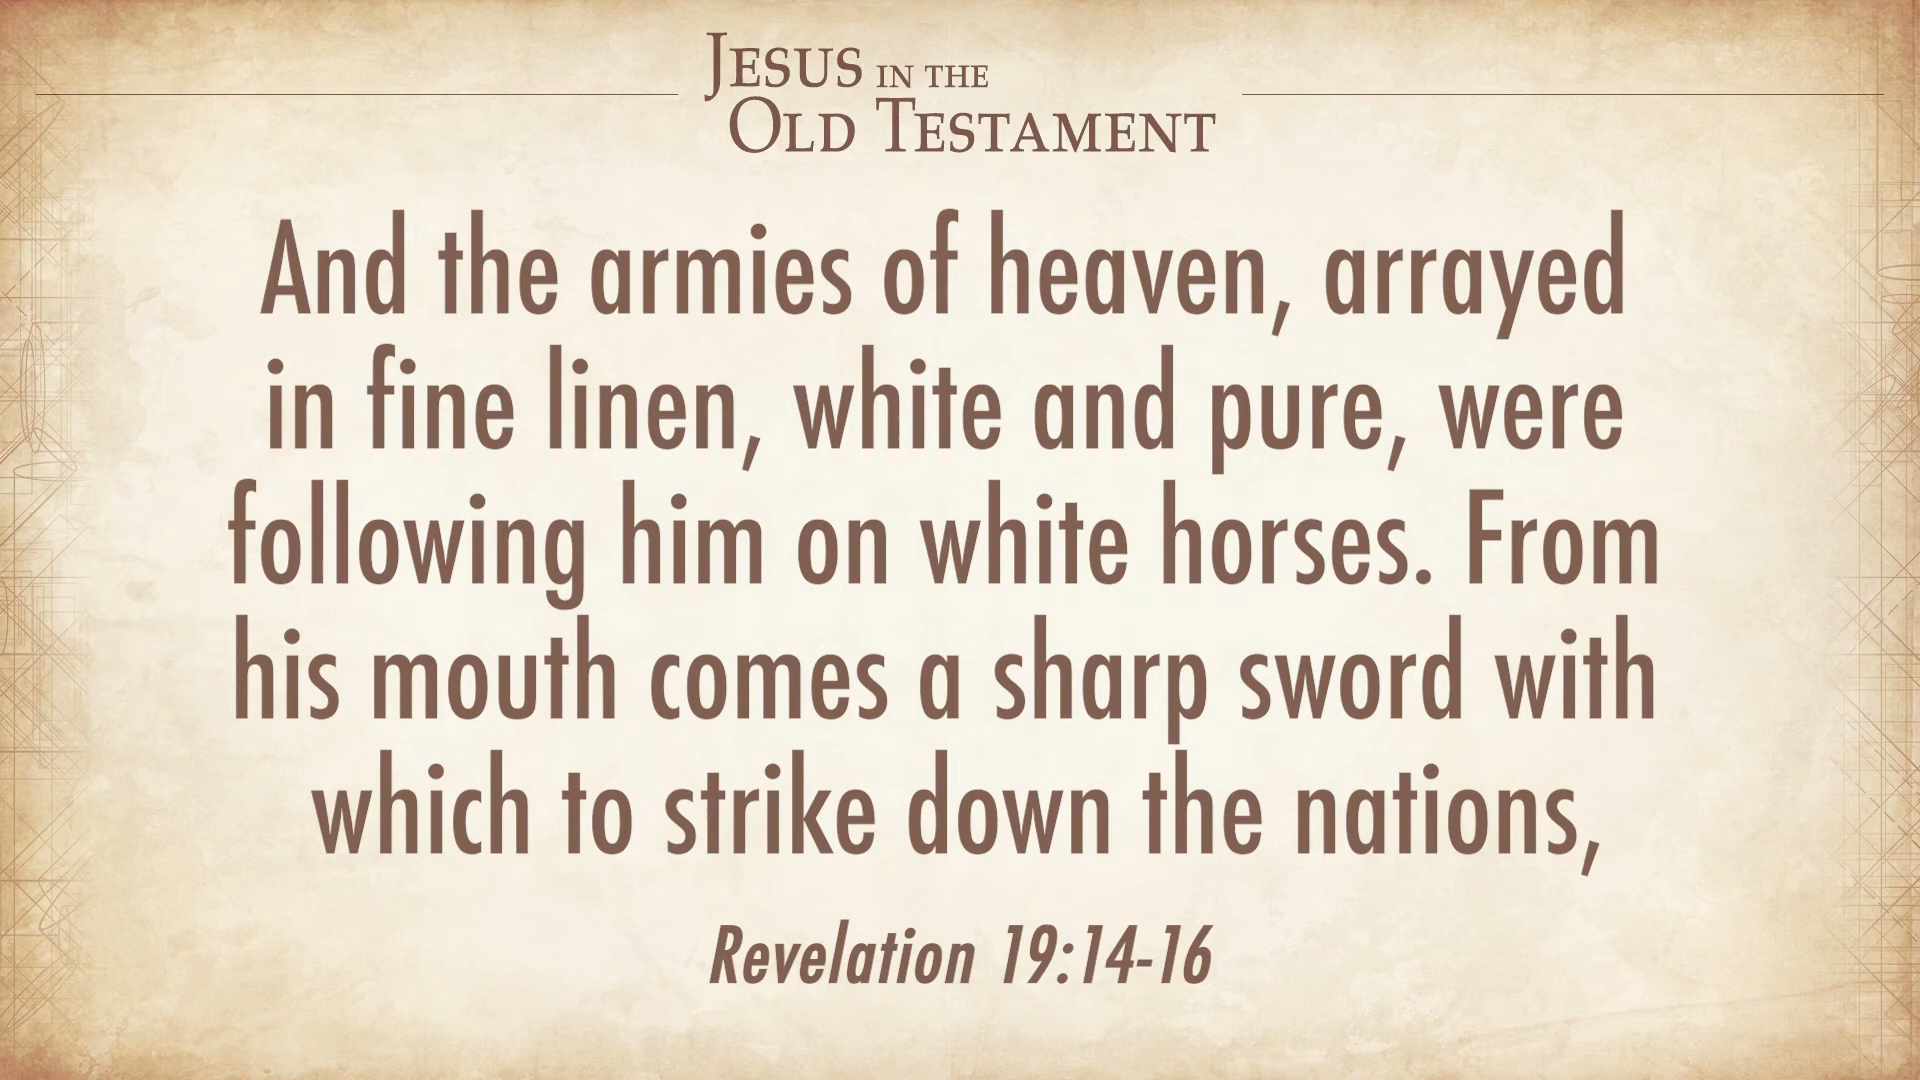 Jesus in the
Old Testament
And the armies of heaven, arrayed
in fine linen, white and pure, were
following him on white horses. From
his mouth comes a sharp sword with
which to strike down the nations,
Revelation 19:14-16